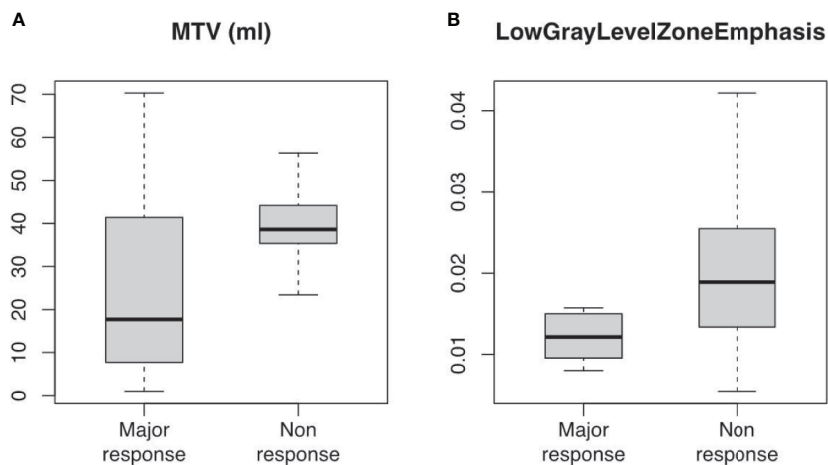 A
MTV (ml)
70
60
50
40
30
20
10
0
Major
response
Non
response
B
LowGrayLevelZoneEmphasis
0.04
0.03
0.02
0.01
Major
response
Non
response